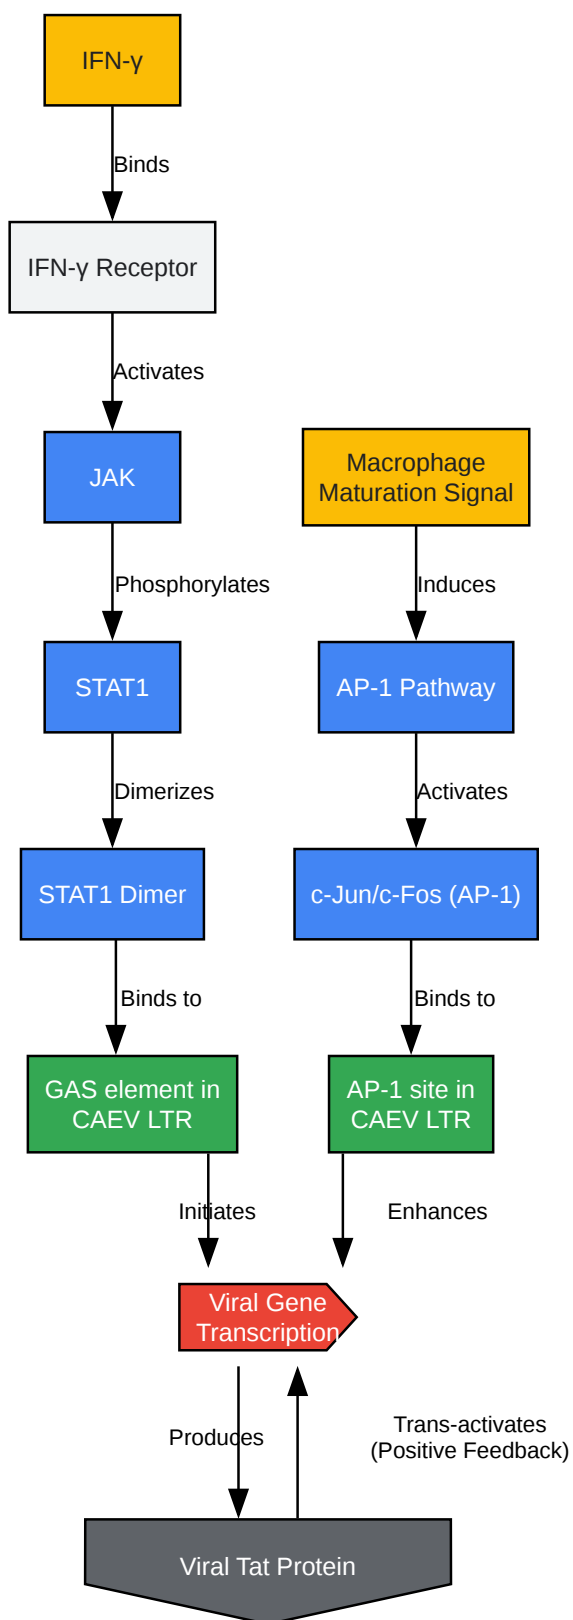 IFN-γ
Binds
IFN-γ Receptor
Activates
JAK
Macrophage
Maturation Signal
Phosphorylates
Induces
STAT1
AP-1 Pathway
Dimerizes
Activates
STAT1 Dimer
c-Jun/c-Fos (AP-1)
Binds to
Binds to
GAS element in
CAEV LTR
AP-1 site in
CAEV LTR
Initiates
Enhances
Viral Gene
Transcription
Produces
Trans-activates
(Positive Feedback)
Viral Tat Protein